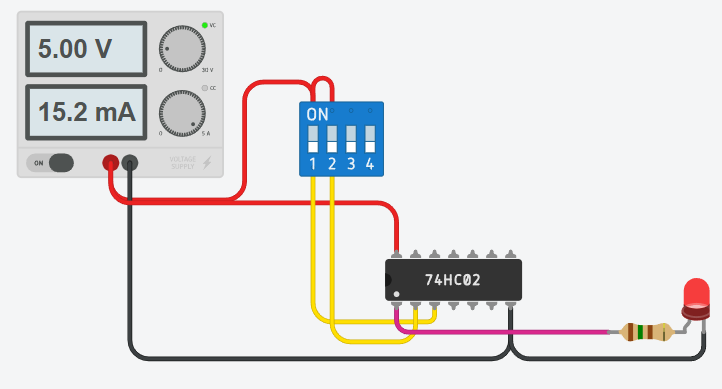 5.00 V
VC
0
30 V
15.2 mA
CC
0
5 A
ON
VOLTAGE
SUPPLY
ON
1 2 3 4
74HC02